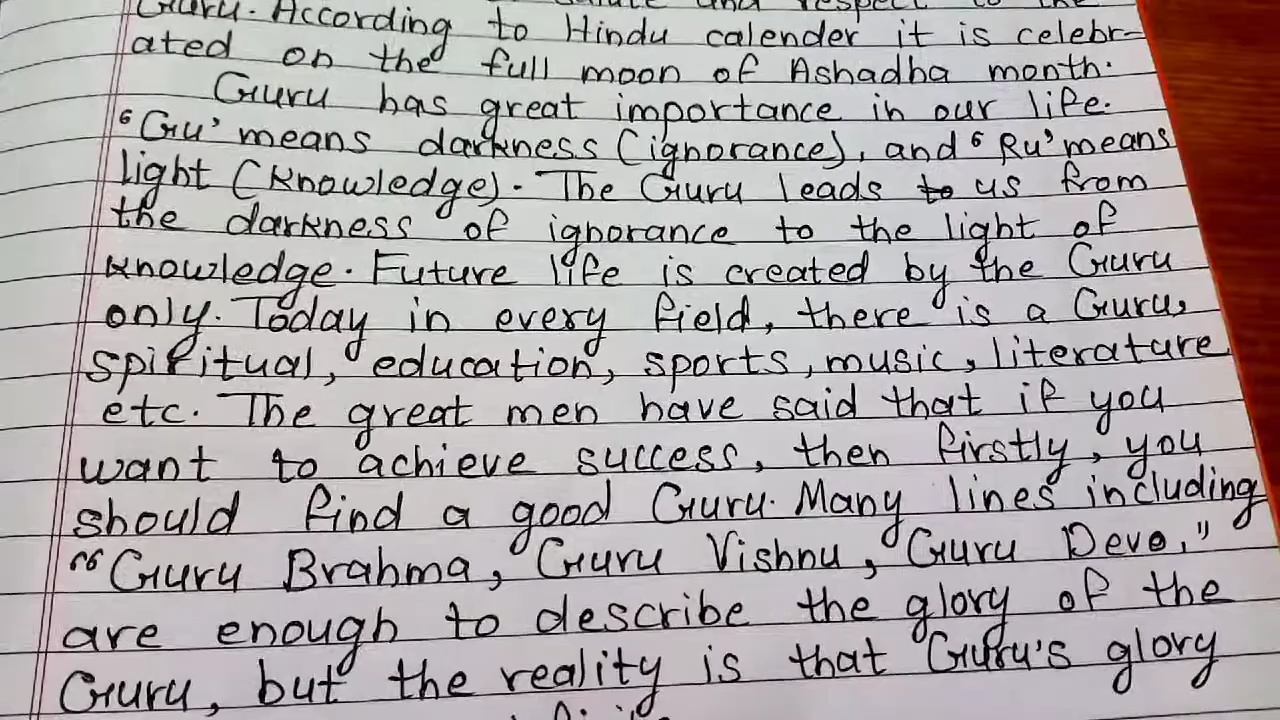 Guru. According to Hindu calender it is celebr-
ated on the full moon of Ashadha month.
Guru has great importance in our life.
'Gu' means darkness (ignorance), and 'Ru' means
light (Knowledge). The Guru leads to us from
the darkness of ignorance to the light of
knowledge. Future life is created by the Guru
only. Today in every field, there is a Guru,
spiritual, education, sports, music, literature
etc. The great men have said that if you
want to achieve success, then firstly, you
should find a good Guru. Many lines including
"Guru Brahma, Guru Vishnu, Guru Devo,"
are enough to describe the glory of the
Guru, but the reality is that Guru's glory